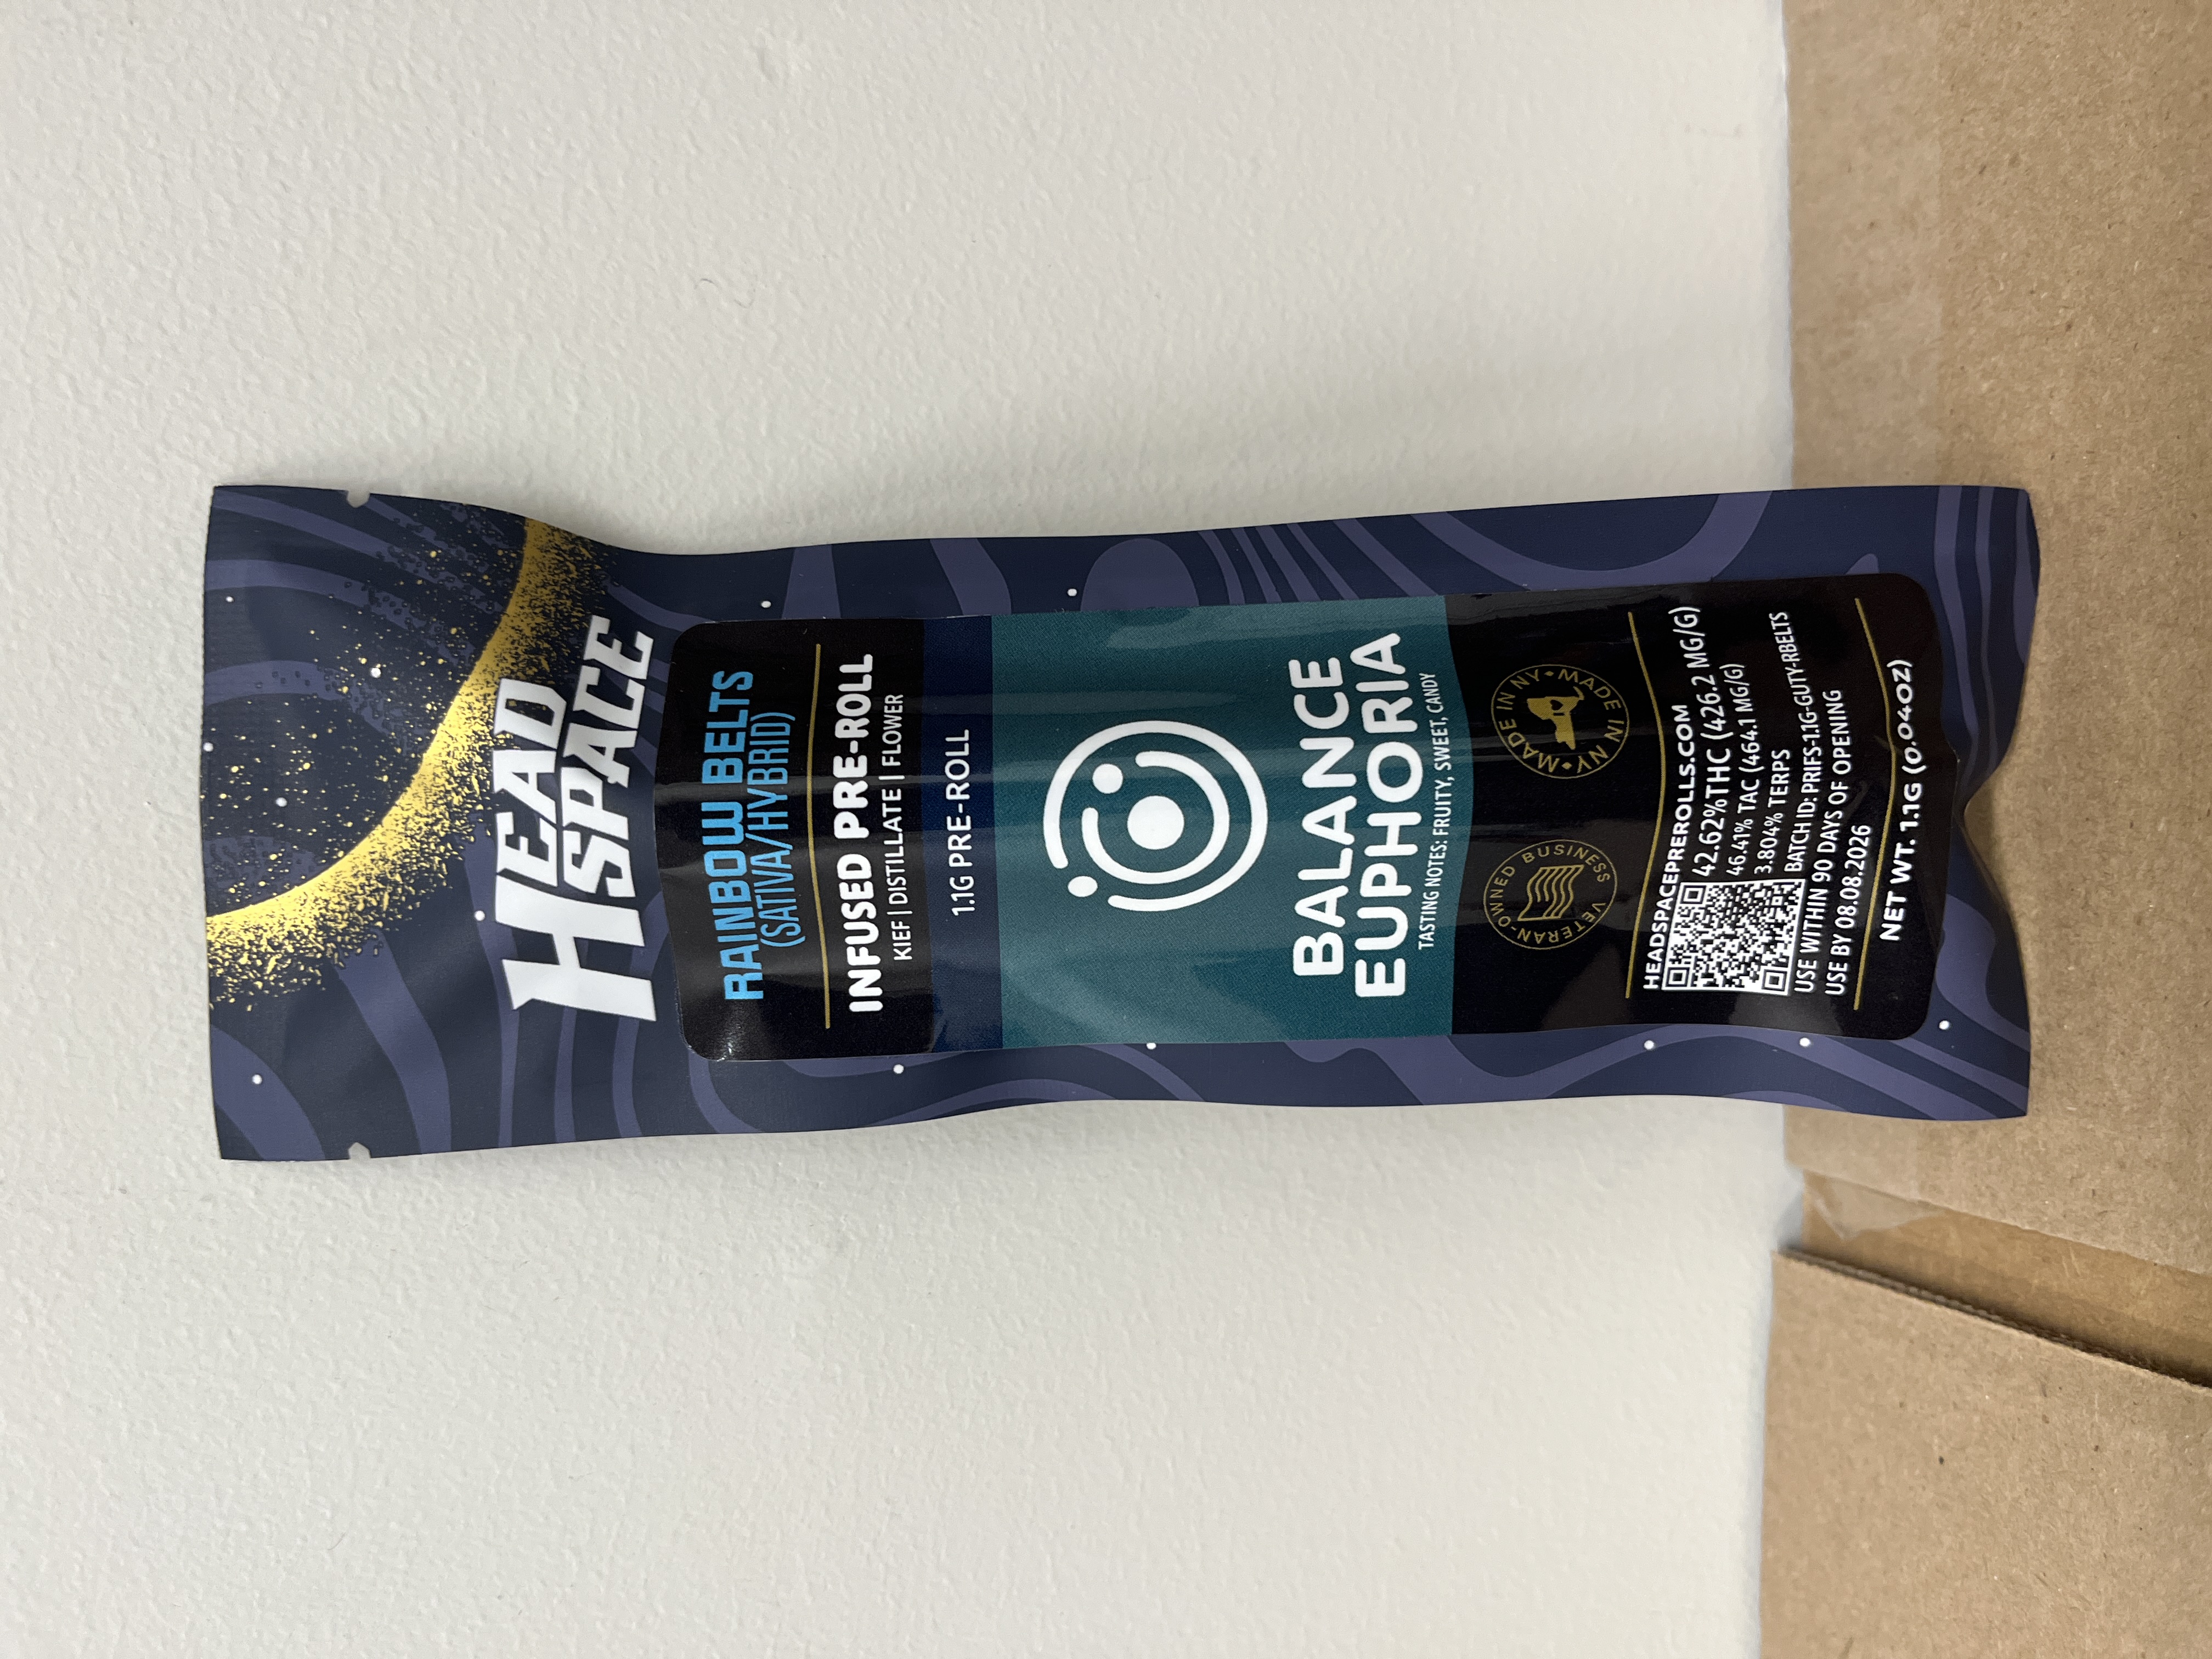 HEAD
SPACE
RAINBOW BELTS
(SATIVA/HYBRID)
INFUSED PRE-ROLL
KIEF | DISTILLATE | FLOWER
1.1G PRE-ROLL
BALANCE
EUPHORIA
TASTING NOTES: FRUITY, SWEET, CANDY
VETERAN-OWNED BUSINESS
MADE IN NY • MADE IN NY •
HEADSPACEPREROLLS.COM
42.62% THC (426.2 MG/G)
46.41% TAC (464.1 MG/G)
3.804% TERPS
BATCH ID: PRIFS-1.1G-GUTY-RBELTS
USE WITHIN 90 DAYS OF OPENING
USE BY 08.08.2026
NET WT. 1.1G (0.04OZ)